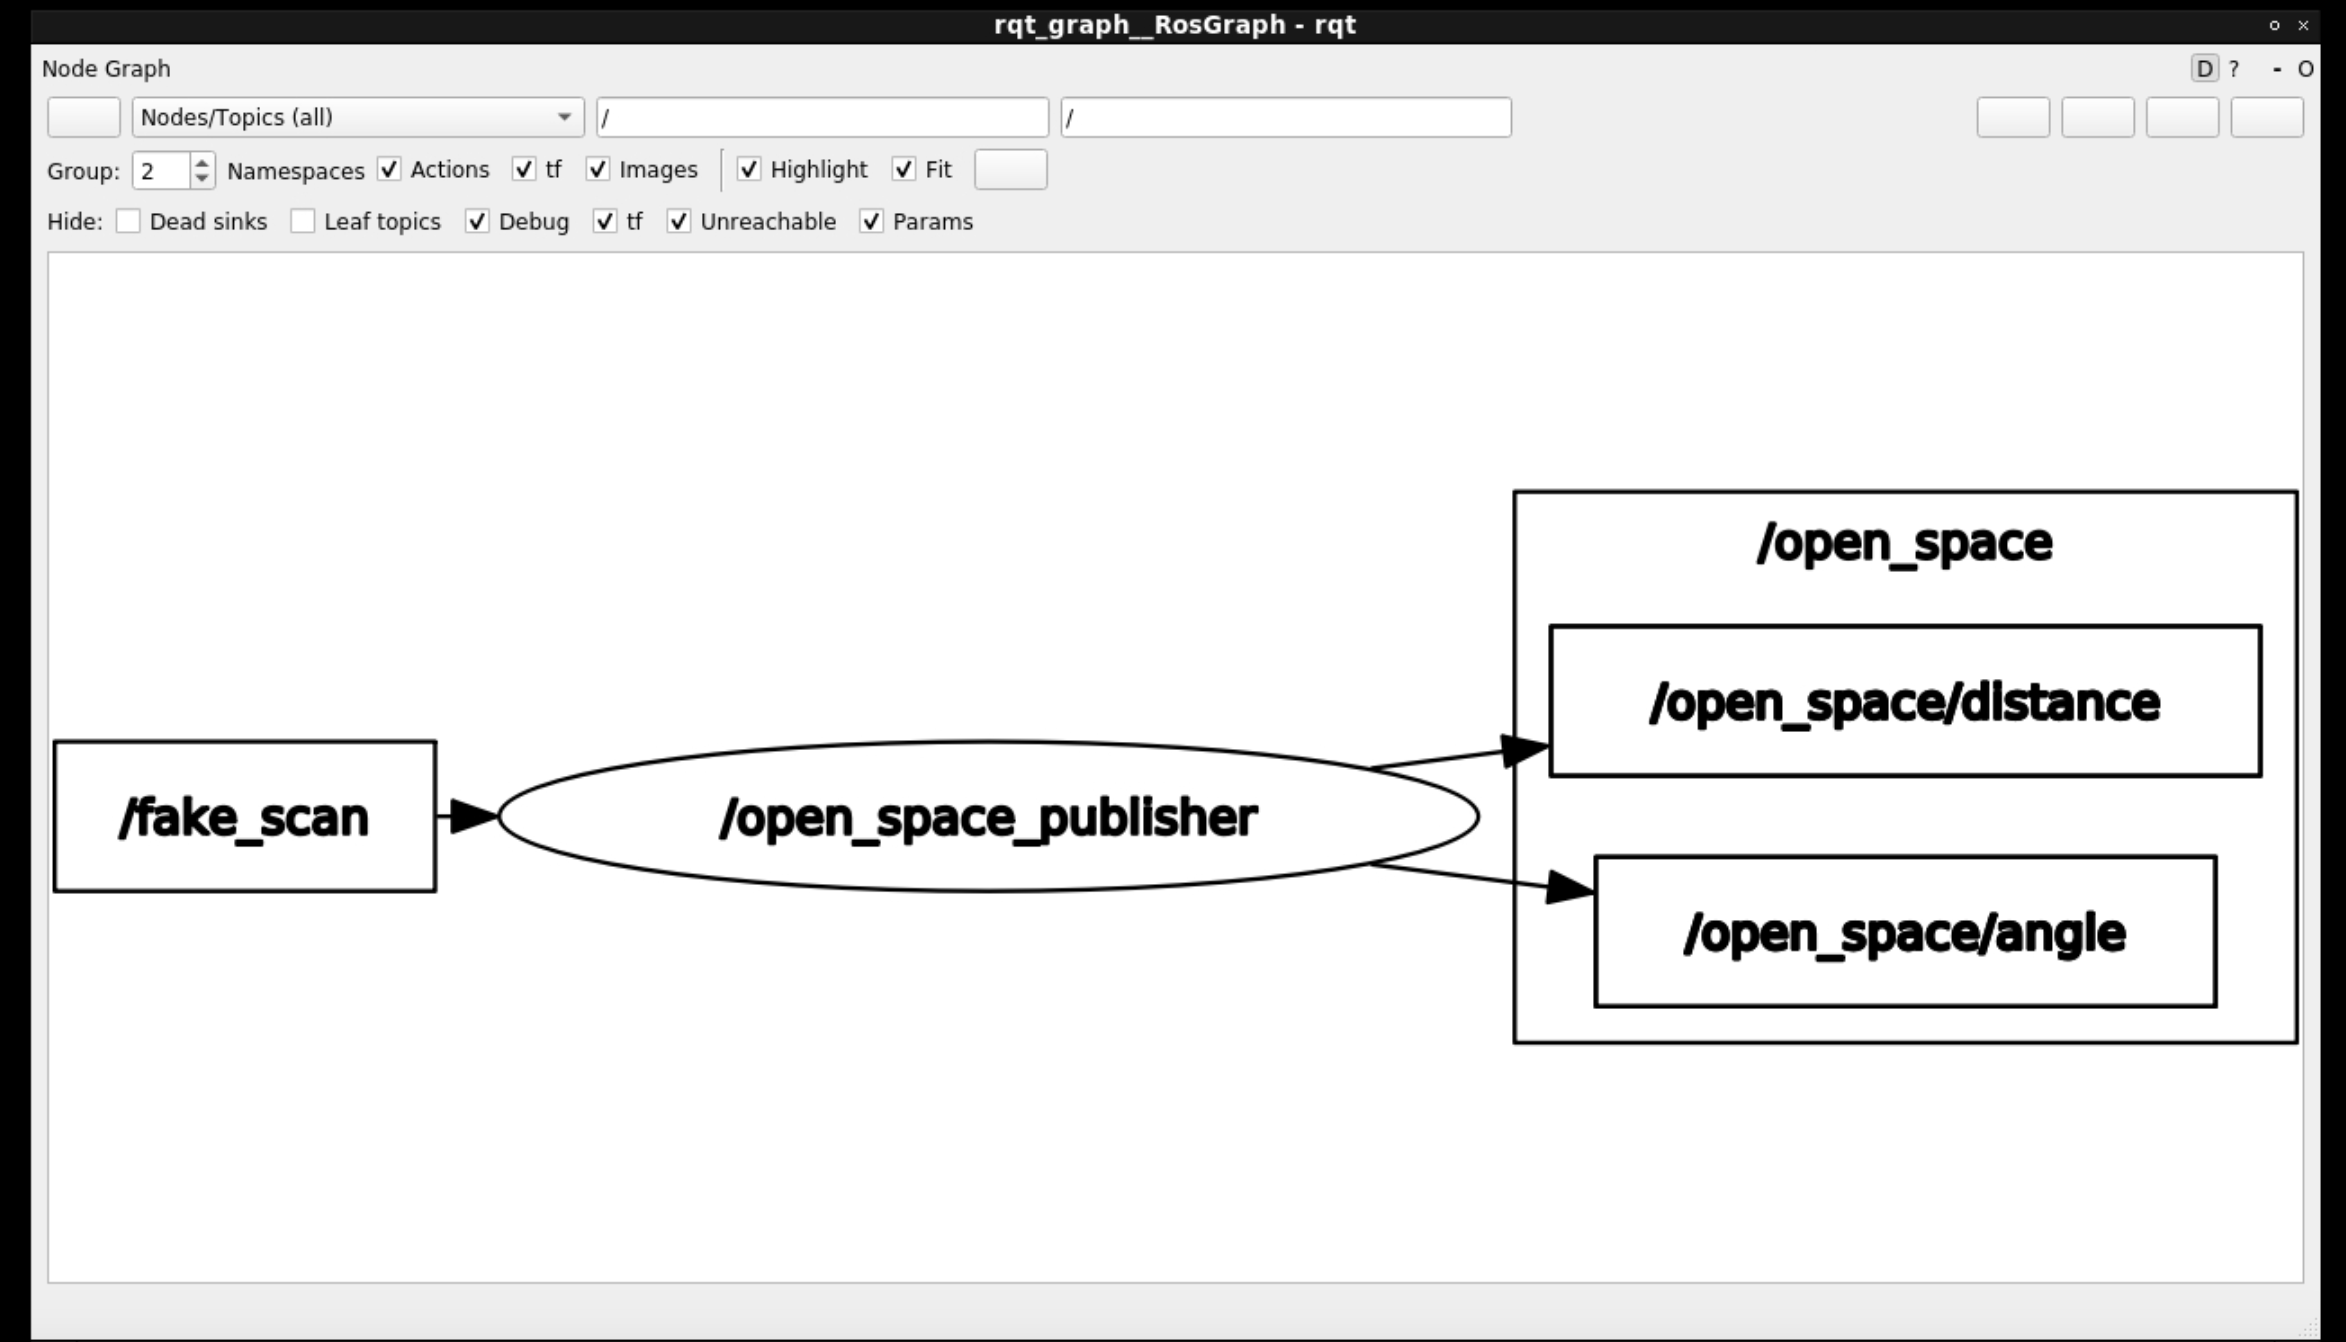 rqt_graph__RosGraph - rqt
Node Graph
D ? - O
Nodes/Topics (all) / /
Group: 2 Namespaces Actions tf Images Highlight Fit
Hide: Dead sinks Leaf topics Debug tf Unreachable Params
/open_space
/open_space/distance
/fake_scan
/open_space_publisher
/open_space/angle